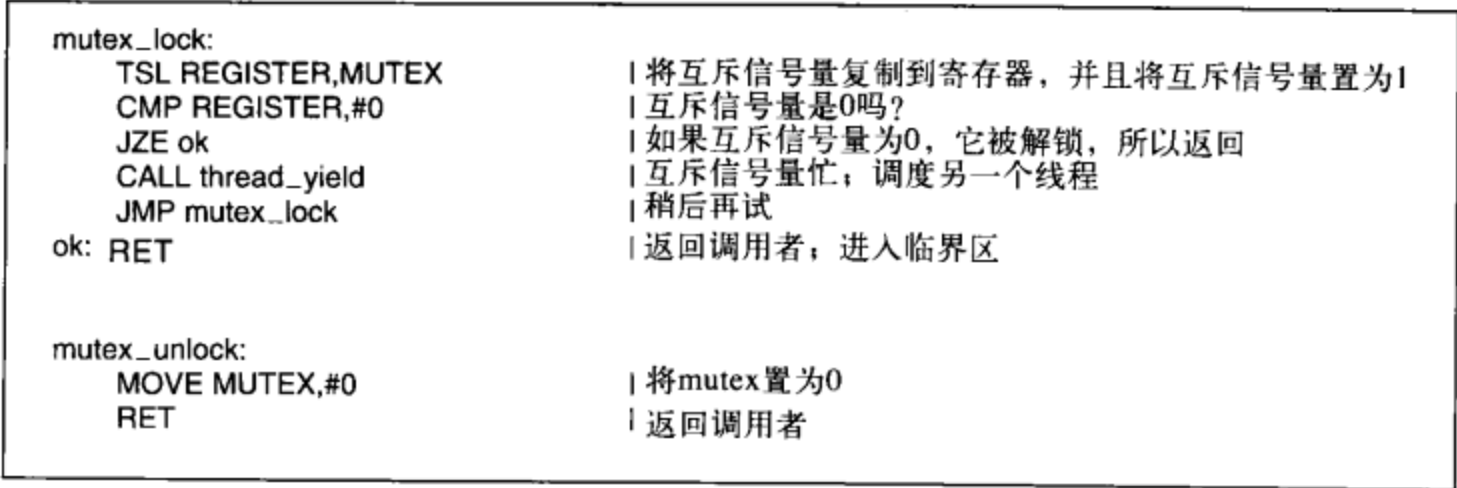 mutex_lock:
TSL REGISTER,MUTEX | 将互斥信号量复制到寄存器，并且将互斥信号量置为1
CMP REGISTER,#0 | 互斥信号量是0吗？
JZE ok | 如果互斥信号量为0，它被解锁，所以返回
CALL thread_yield | 互斥信号量忙；调度另一个线程
JMP mutex_lock | 稍后再试
ok: RET | 返回调用者；进入临界区
mutex_unlock:
MOVE MUTEX,#0 | 将mutex置为0
RET | 返回调用者